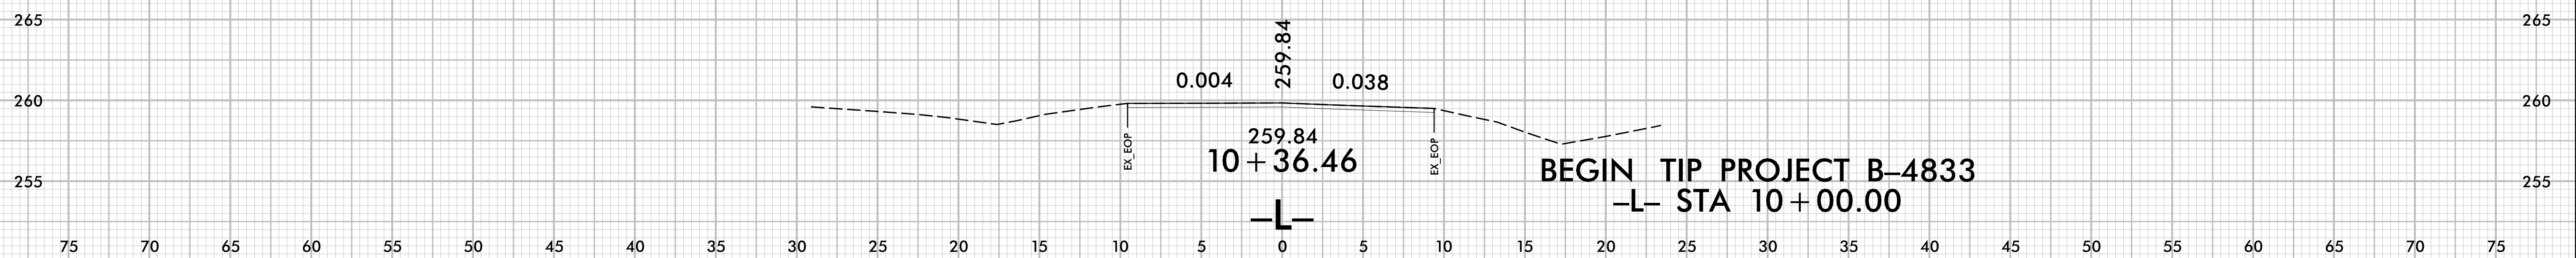 265 259.84 265
0.004 0.038
260 260
EX_EOP 259.84 EX_EOP
10+36.46
BEGIN TIP PROJECT B–4833
255 255
–L– STA 10+00.00
–L–
75 70 65 60 55 50 45 40 35 30 25 20 15 10 5 0 5 10 15 20 25 30 35 40 45 50 55 60 65 70 75